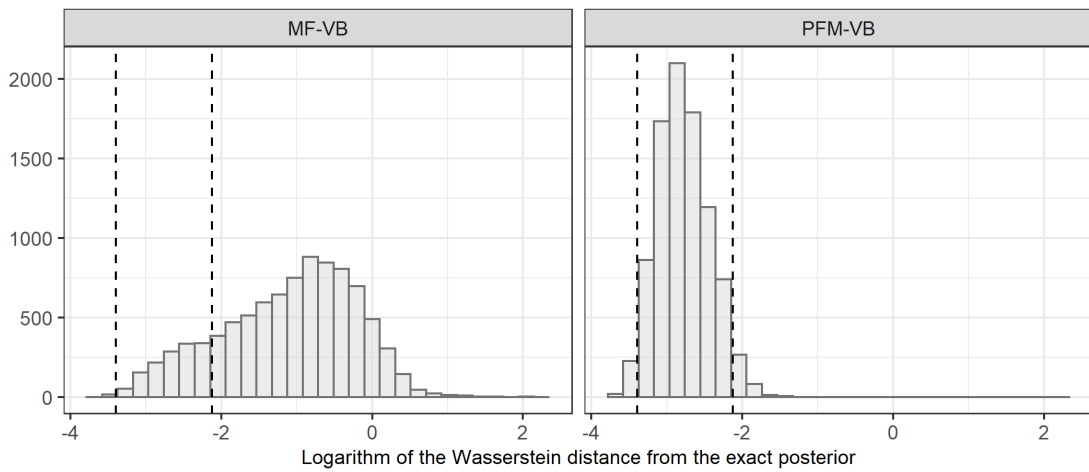 MF-VB PFM-VB
2000
1500
1000
500
0
-4 -2 0 2 -4 -2 0 2
Logarithm of the Wasserstein distance from the exact posterior